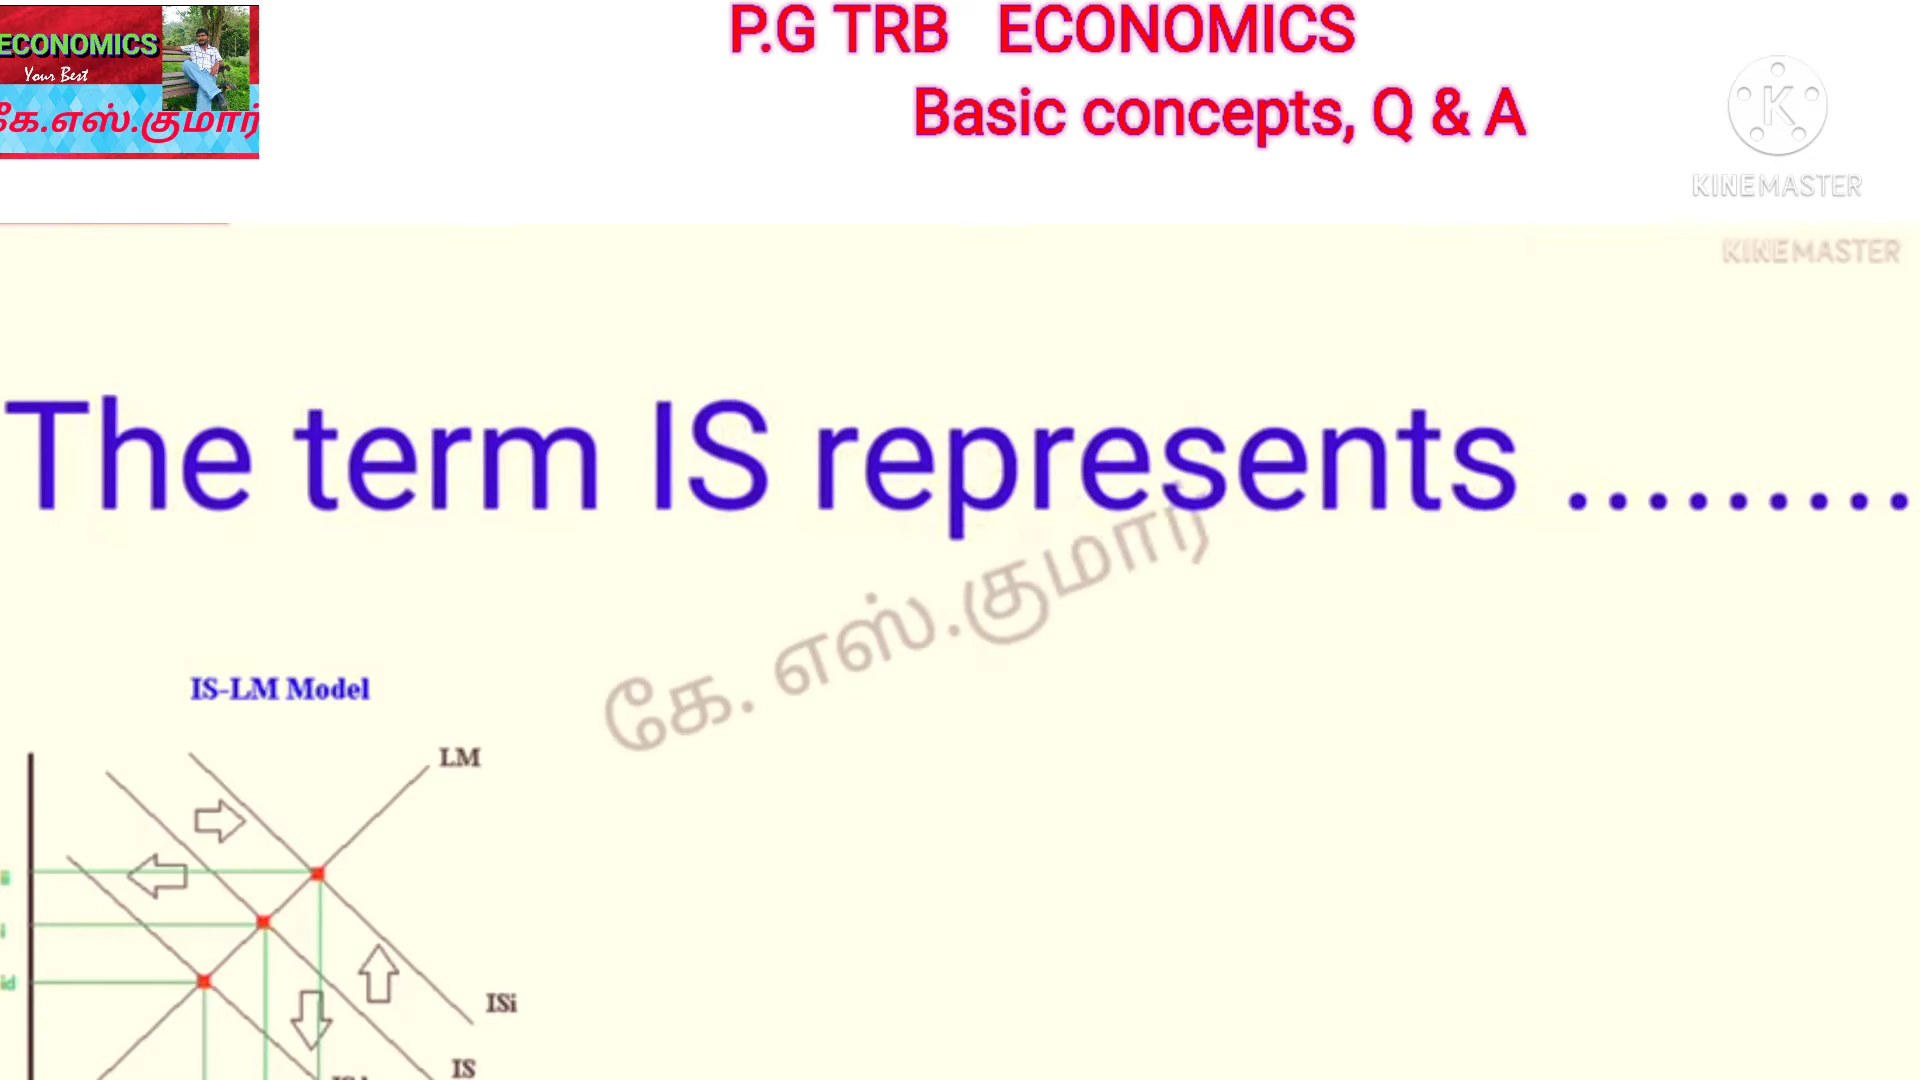 P.G TRB ECONOMICS
Basic concepts, Q & A
ECONOMICS
Your Best
கே.எஸ்.குமார்
KINEMASTER
KINEMASTER
The term IS represents .........
கே. எஸ்.குமார்
IS-LM Model
LM
i
id
ISi
IS